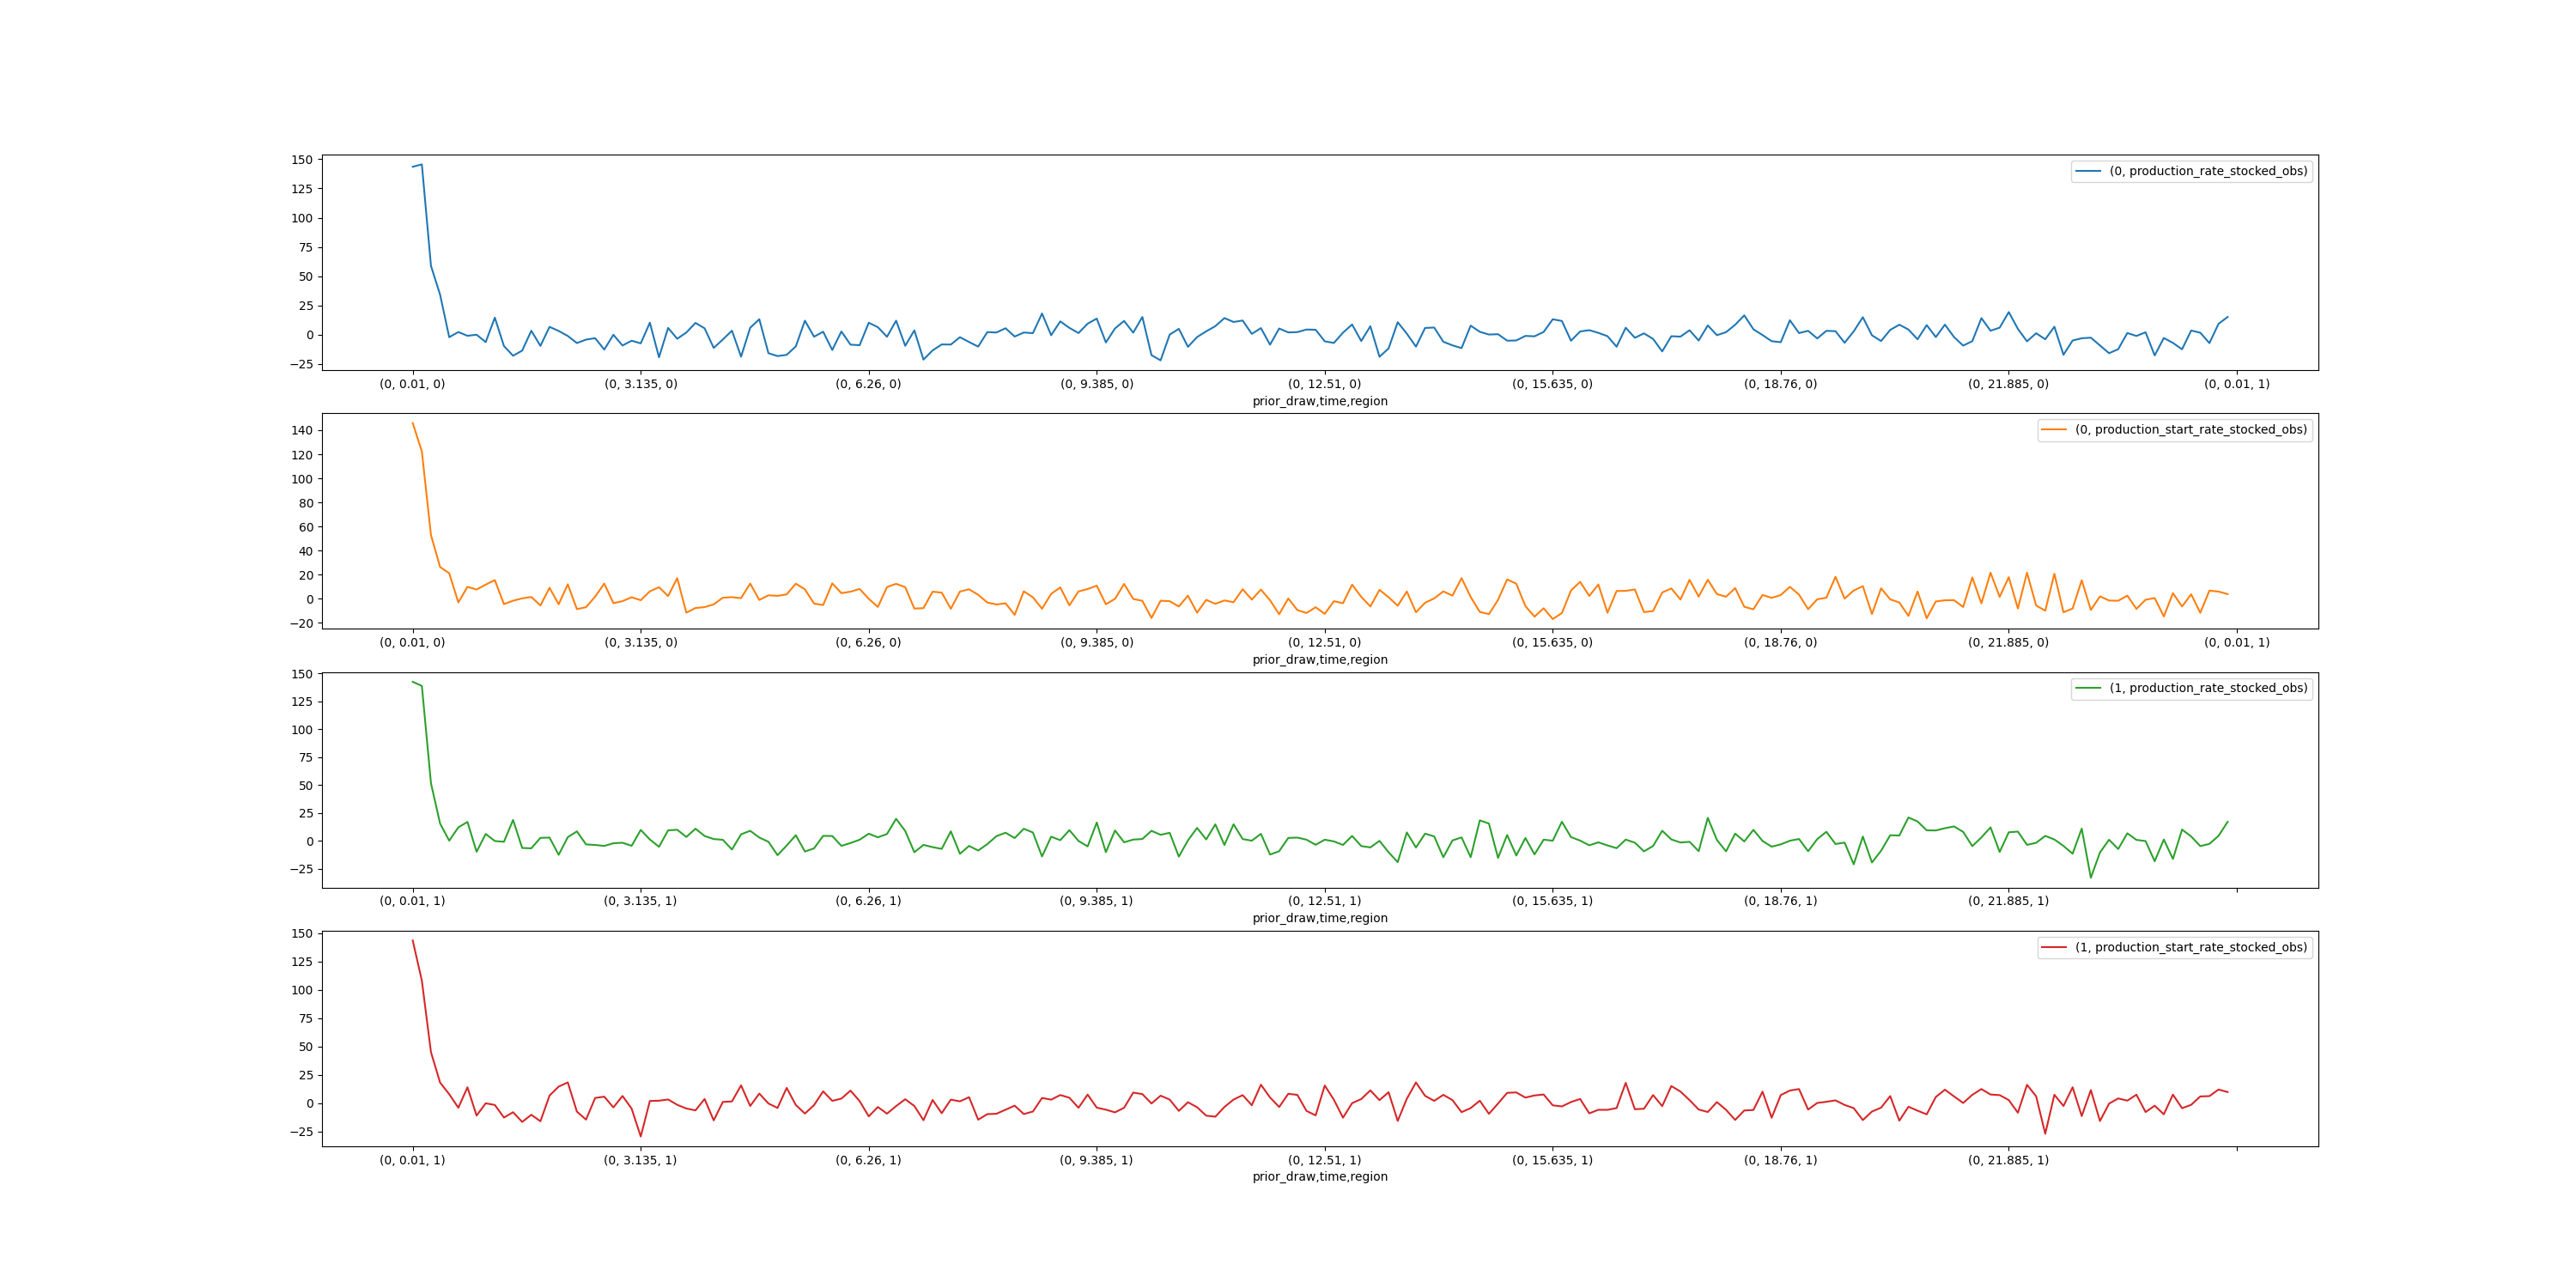 150
125
100
75
50
25
0
−25
(0, production_rate_stocked_obs)
(0, 0.01, 0) (0, 3.135, 0) (0, 6.26, 0) (0, 9.385, 0) (0, 12.51, 0) (0, 15.635, 0) (0, 18.76, 0) (0, 21.885, 0) (0, 0.01, 1)
prior_draw,time,region
140
120
100
80
60
40
20
0
−20
(0, production_start_rate_stocked_obs)
(0, 0.01, 0) (0, 3.135, 0) (0, 6.26, 0) (0, 9.385, 0) (0, 12.51, 0) (0, 15.635, 0) (0, 18.76, 0) (0, 21.885, 0) (0, 0.01, 1)
prior_draw,time,region
150
125
100
75
50
25
0
−25
(1, production_rate_stocked_obs)
(0, 0.01, 1) (0, 3.135, 1) (0, 6.26, 1) (0, 9.385, 1) (0, 12.51, 1) (0, 15.635, 1) (0, 18.76, 1) (0, 21.885, 1)
prior_draw,time,region
150
125
100
75
50
25
0
−25
(1, production_start_rate_stocked_obs)
(0, 0.01, 1) (0, 3.135, 1) (0, 6.26, 1) (0, 9.385, 1) (0, 12.51, 1) (0, 15.635, 1) (0, 18.76, 1) (0, 21.885, 1)
prior_draw,time,region